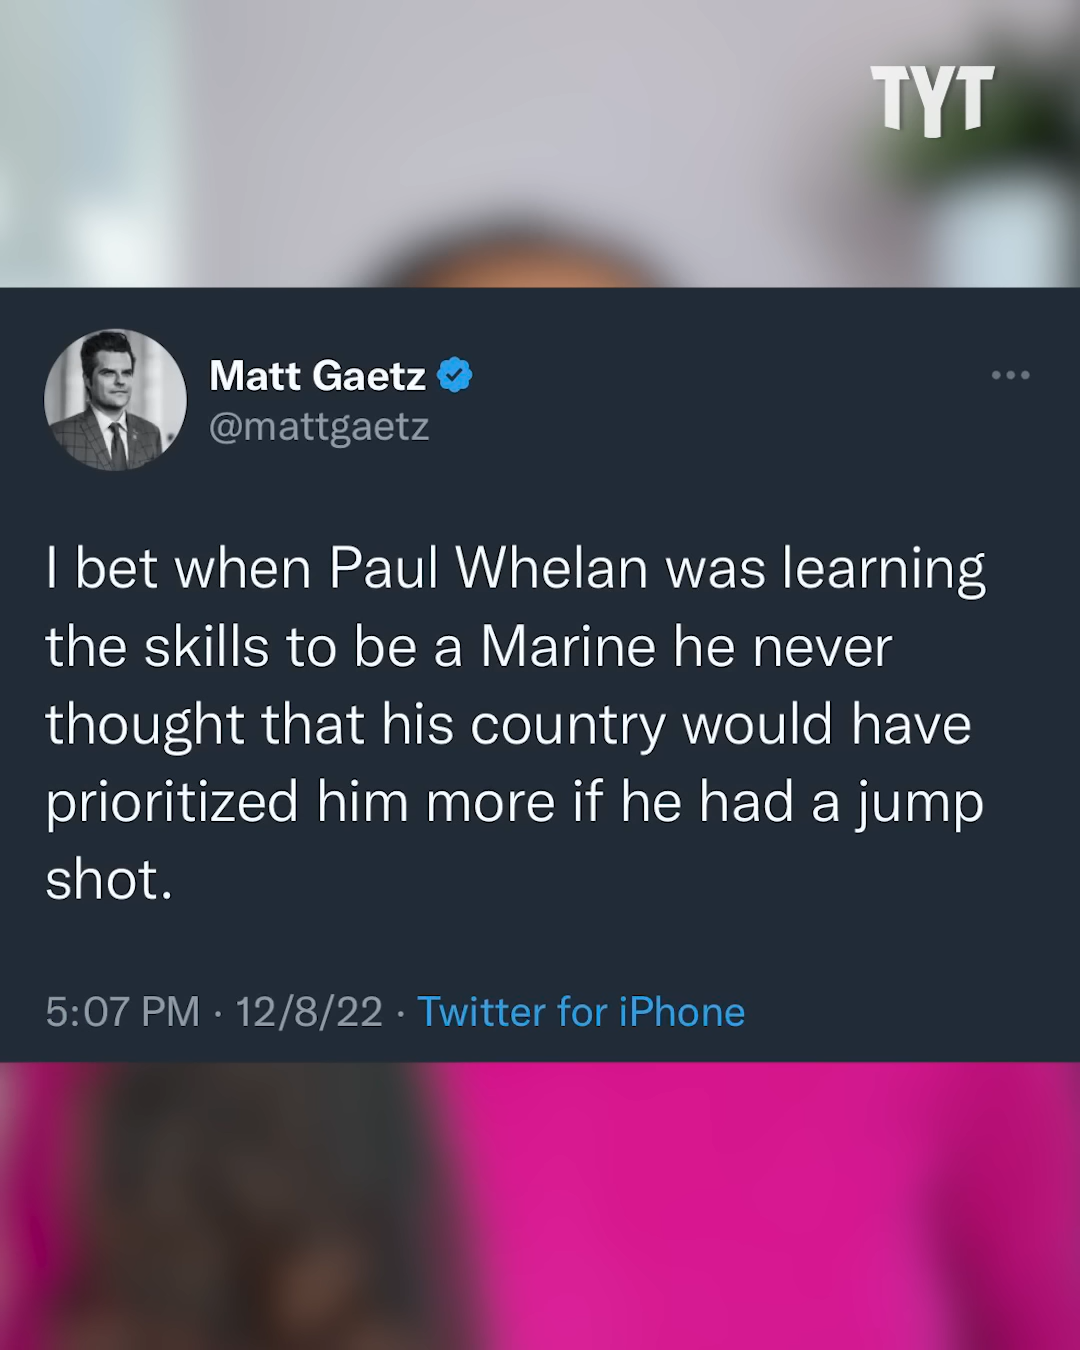 TYT
Matt Gaetz
@mattgaetz
I bet when Paul Whelan was learning
the skills to be a Marine he never
thought that his country would have
prioritized him more if he had a jump
shot.
5:07 PM · 12/8/22 · Twitter for iPhone